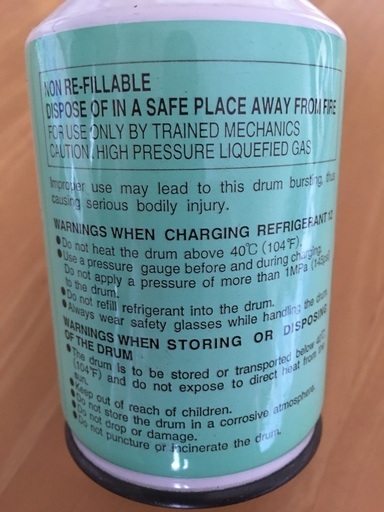 NON RE-FILLABLE
DISPOSE OF IN A SAFE PLACE AWAY FROM FIRE
FOR USE ONLY BY TRAINED MECHANICS
CAUTION. HIGH PRESSURE LIQUEFIED GAS
Improper use may lead to this drum bursting, thus
causing serious bodily injury.
WARNINGS WHEN CHARGING REFRIGERANT 12
● Do not heat the drum above 40℃ (104°F).
● Use a pressure gauge before and during charging.
Do not apply a pressure of more than 1MPa (145psi)
to the drum.
● Do not refill refrigerant into the drum.
● Always wear safety glasses while handling the drum.
WARNINGS WHEN STORING OR DISPOSING
OF THE DRUM
● The drum is to be stored or transported below 40℃
(104°F) and do not expose to direct heat from the
sun.
● Keep out of reach of children.
● Do not store the drum in a corrosive atmosphere.
● Do not drop or damage.
● Do not puncture or incinerate the drum.